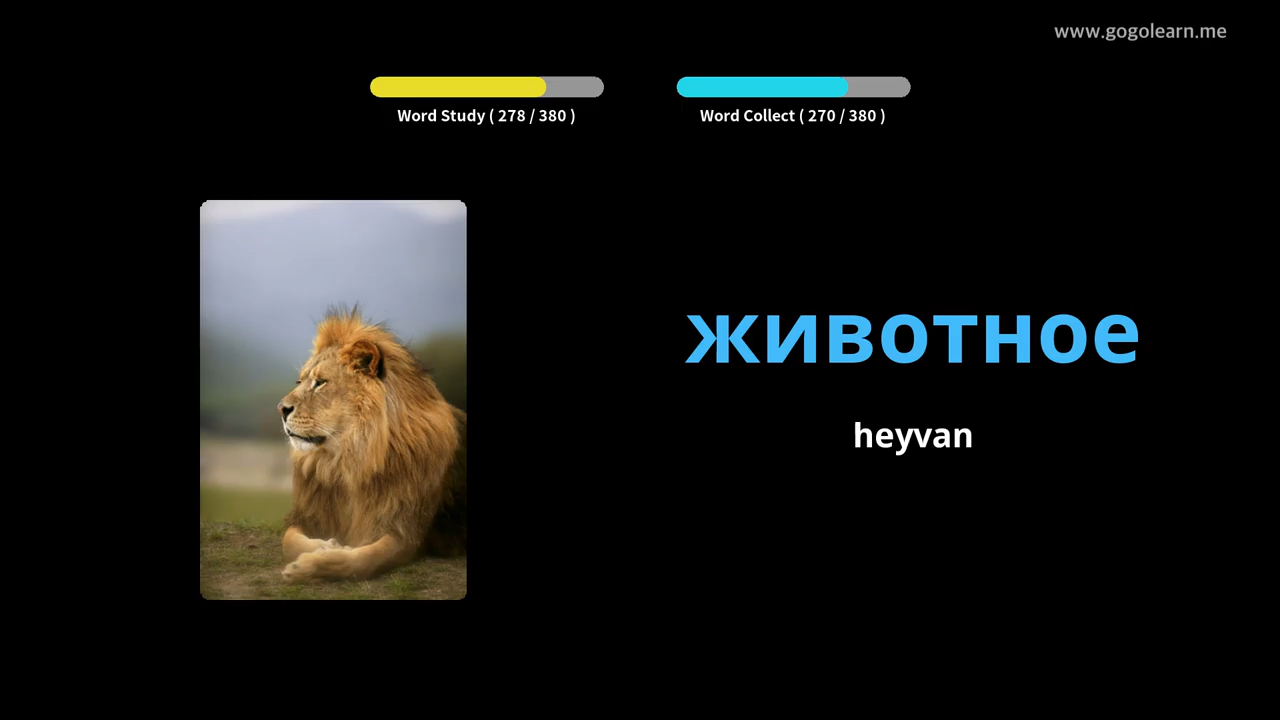 www.gogolearn.me
Word Study ( 278 / 380 )
Word Collect ( 270 / 380 )
животное
heyvan